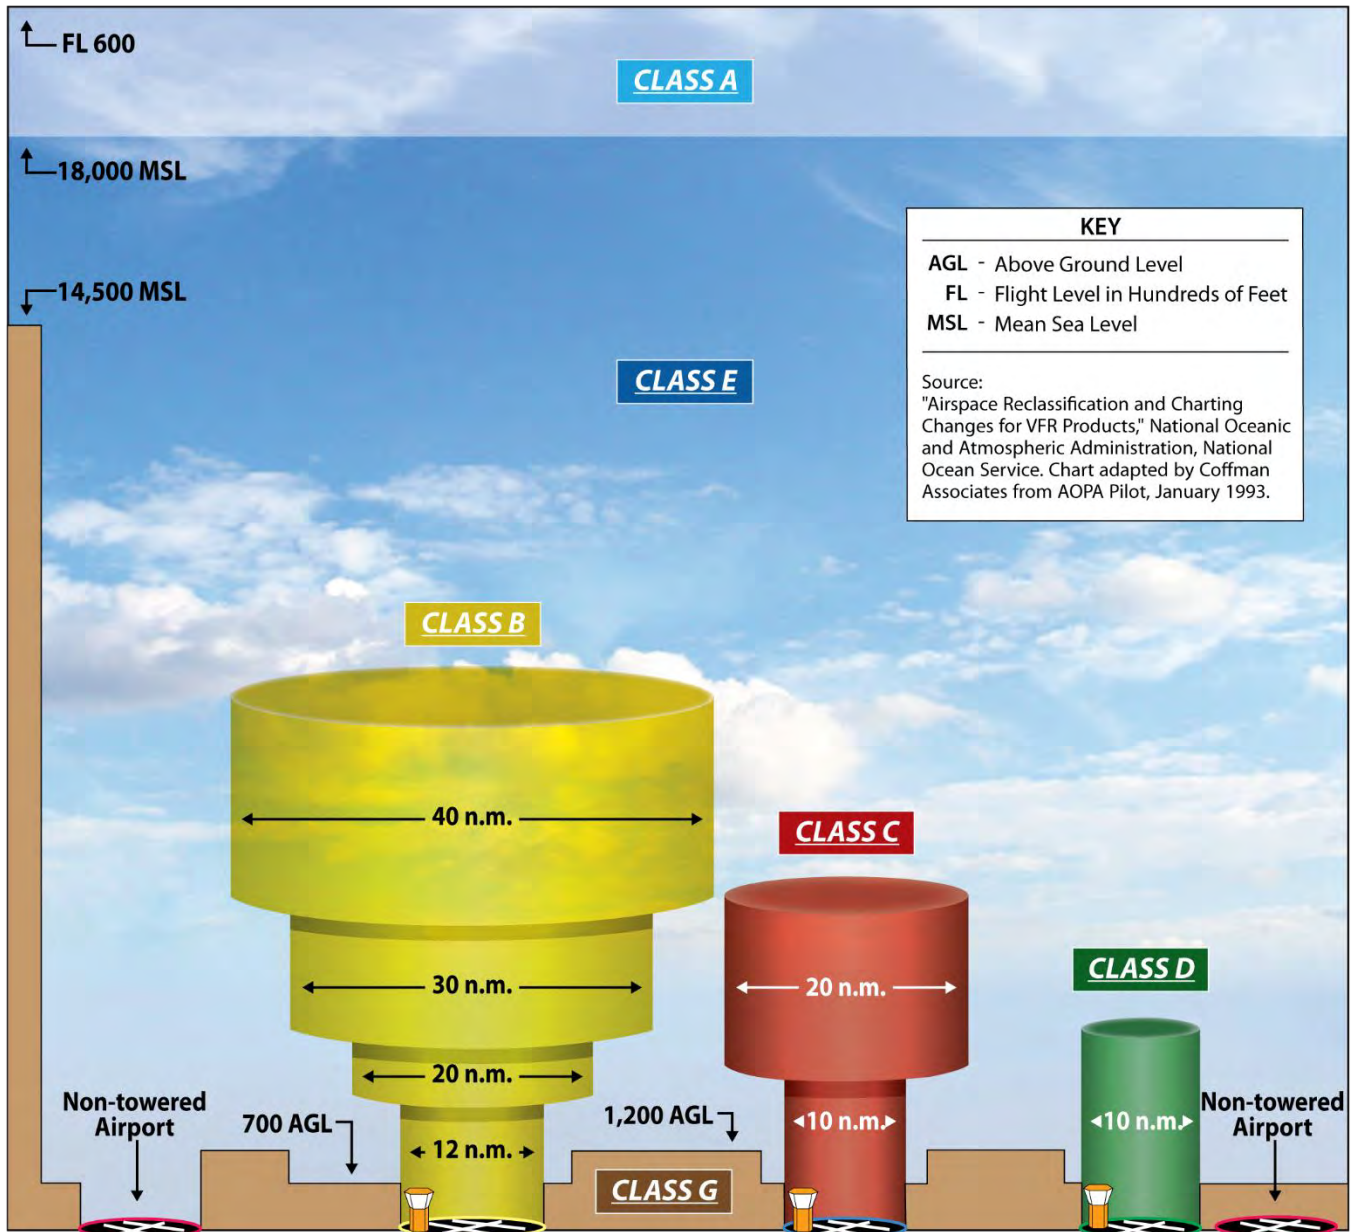 FL 600
CLASS A
18,000 MSL
KEY
AGL - Above Ground Level
FL - Flight Level in Hundreds of Feet
MSL - Mean Sea Level
Source:
"Airspace Reclassification and Charting
Changes for VFR Products," National Oceanic
and Atmospheric Administration, National
Ocean Service. Chart adapted by Coffman
Associates from AOPA Pilot, January 1993.
14,500 MSL
CLASS E
CLASS B
40 n.m.
CLASS C
30 n.m.
20 n.m.
CLASS D
20 n.m.
Non-towered
Airport
700 AGL
1,200 AGL
12 n.m.
10 n.m.
10 n.m.
Non-towered
Airport
CLASS G